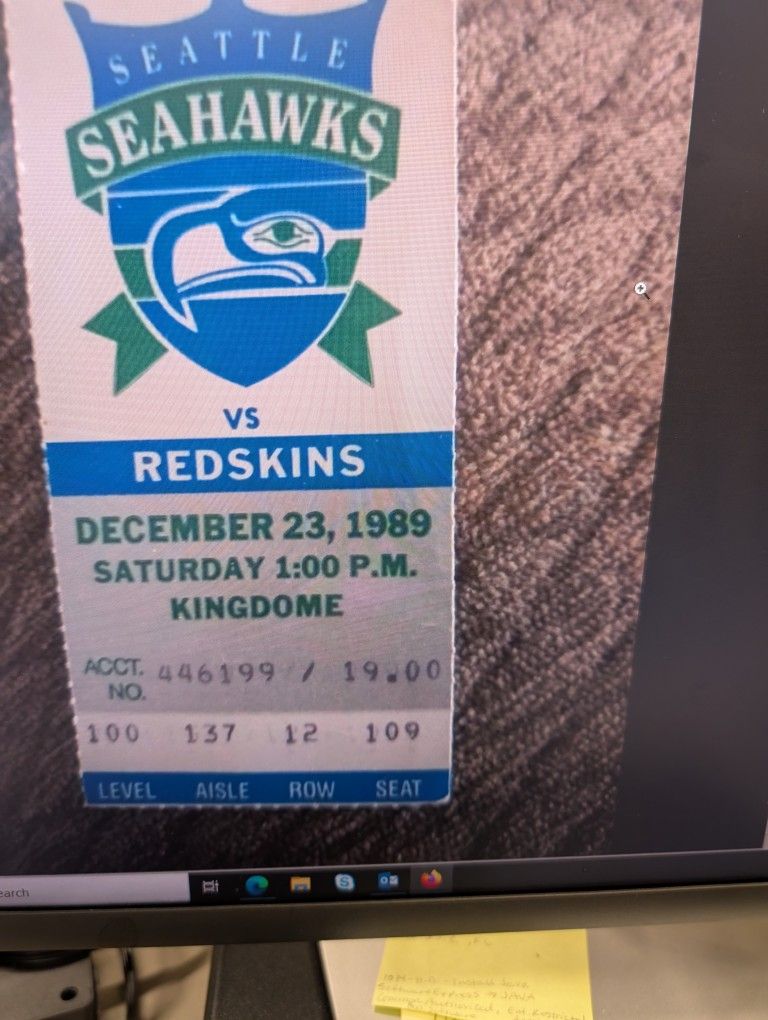 SEATTLE
SEAHAWKS
VS
REDSKINS
DECEMBER 23, 1989
SATURDAY 1:00 P.M.
KINGDOME
ACCT. NO. 446199 / 19.00
100 137 12 109
LEVEL AISLE ROW SEAT
earch